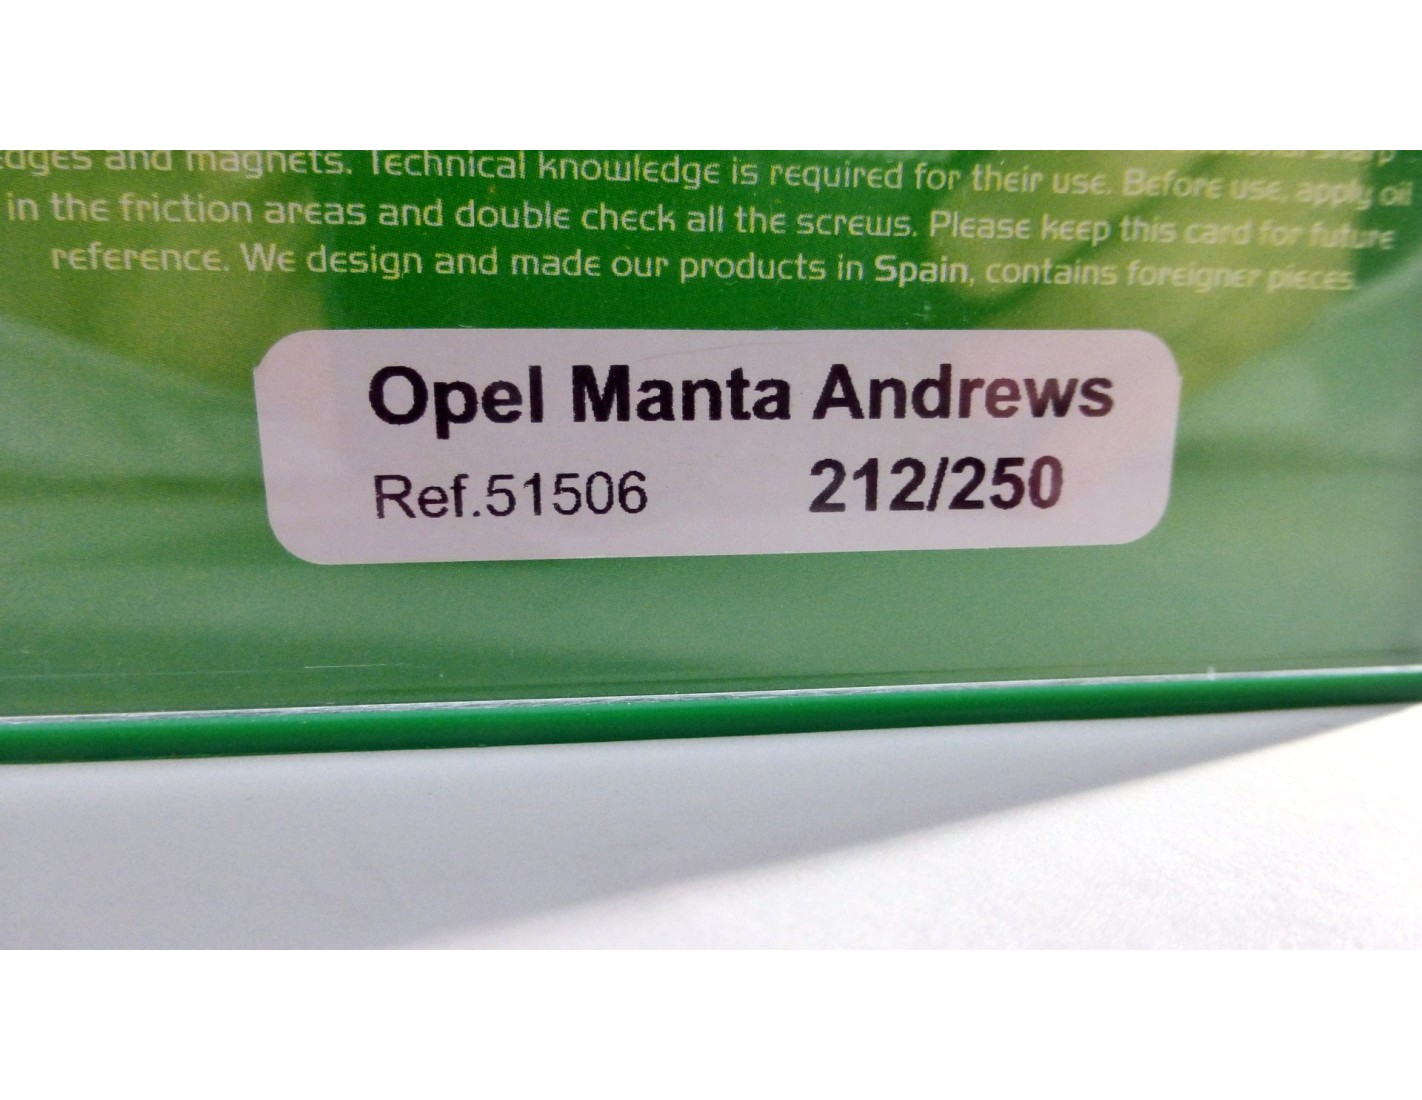 edges and magnets. Technical knowledge is required for their use. Before use, apply oil
in the friction areas and double check all the screws. Please keep this card for future
reference. We design and made our products in Spain, contains foreigner pieces.
Opel Manta Andrews
Ref.51506 212/250